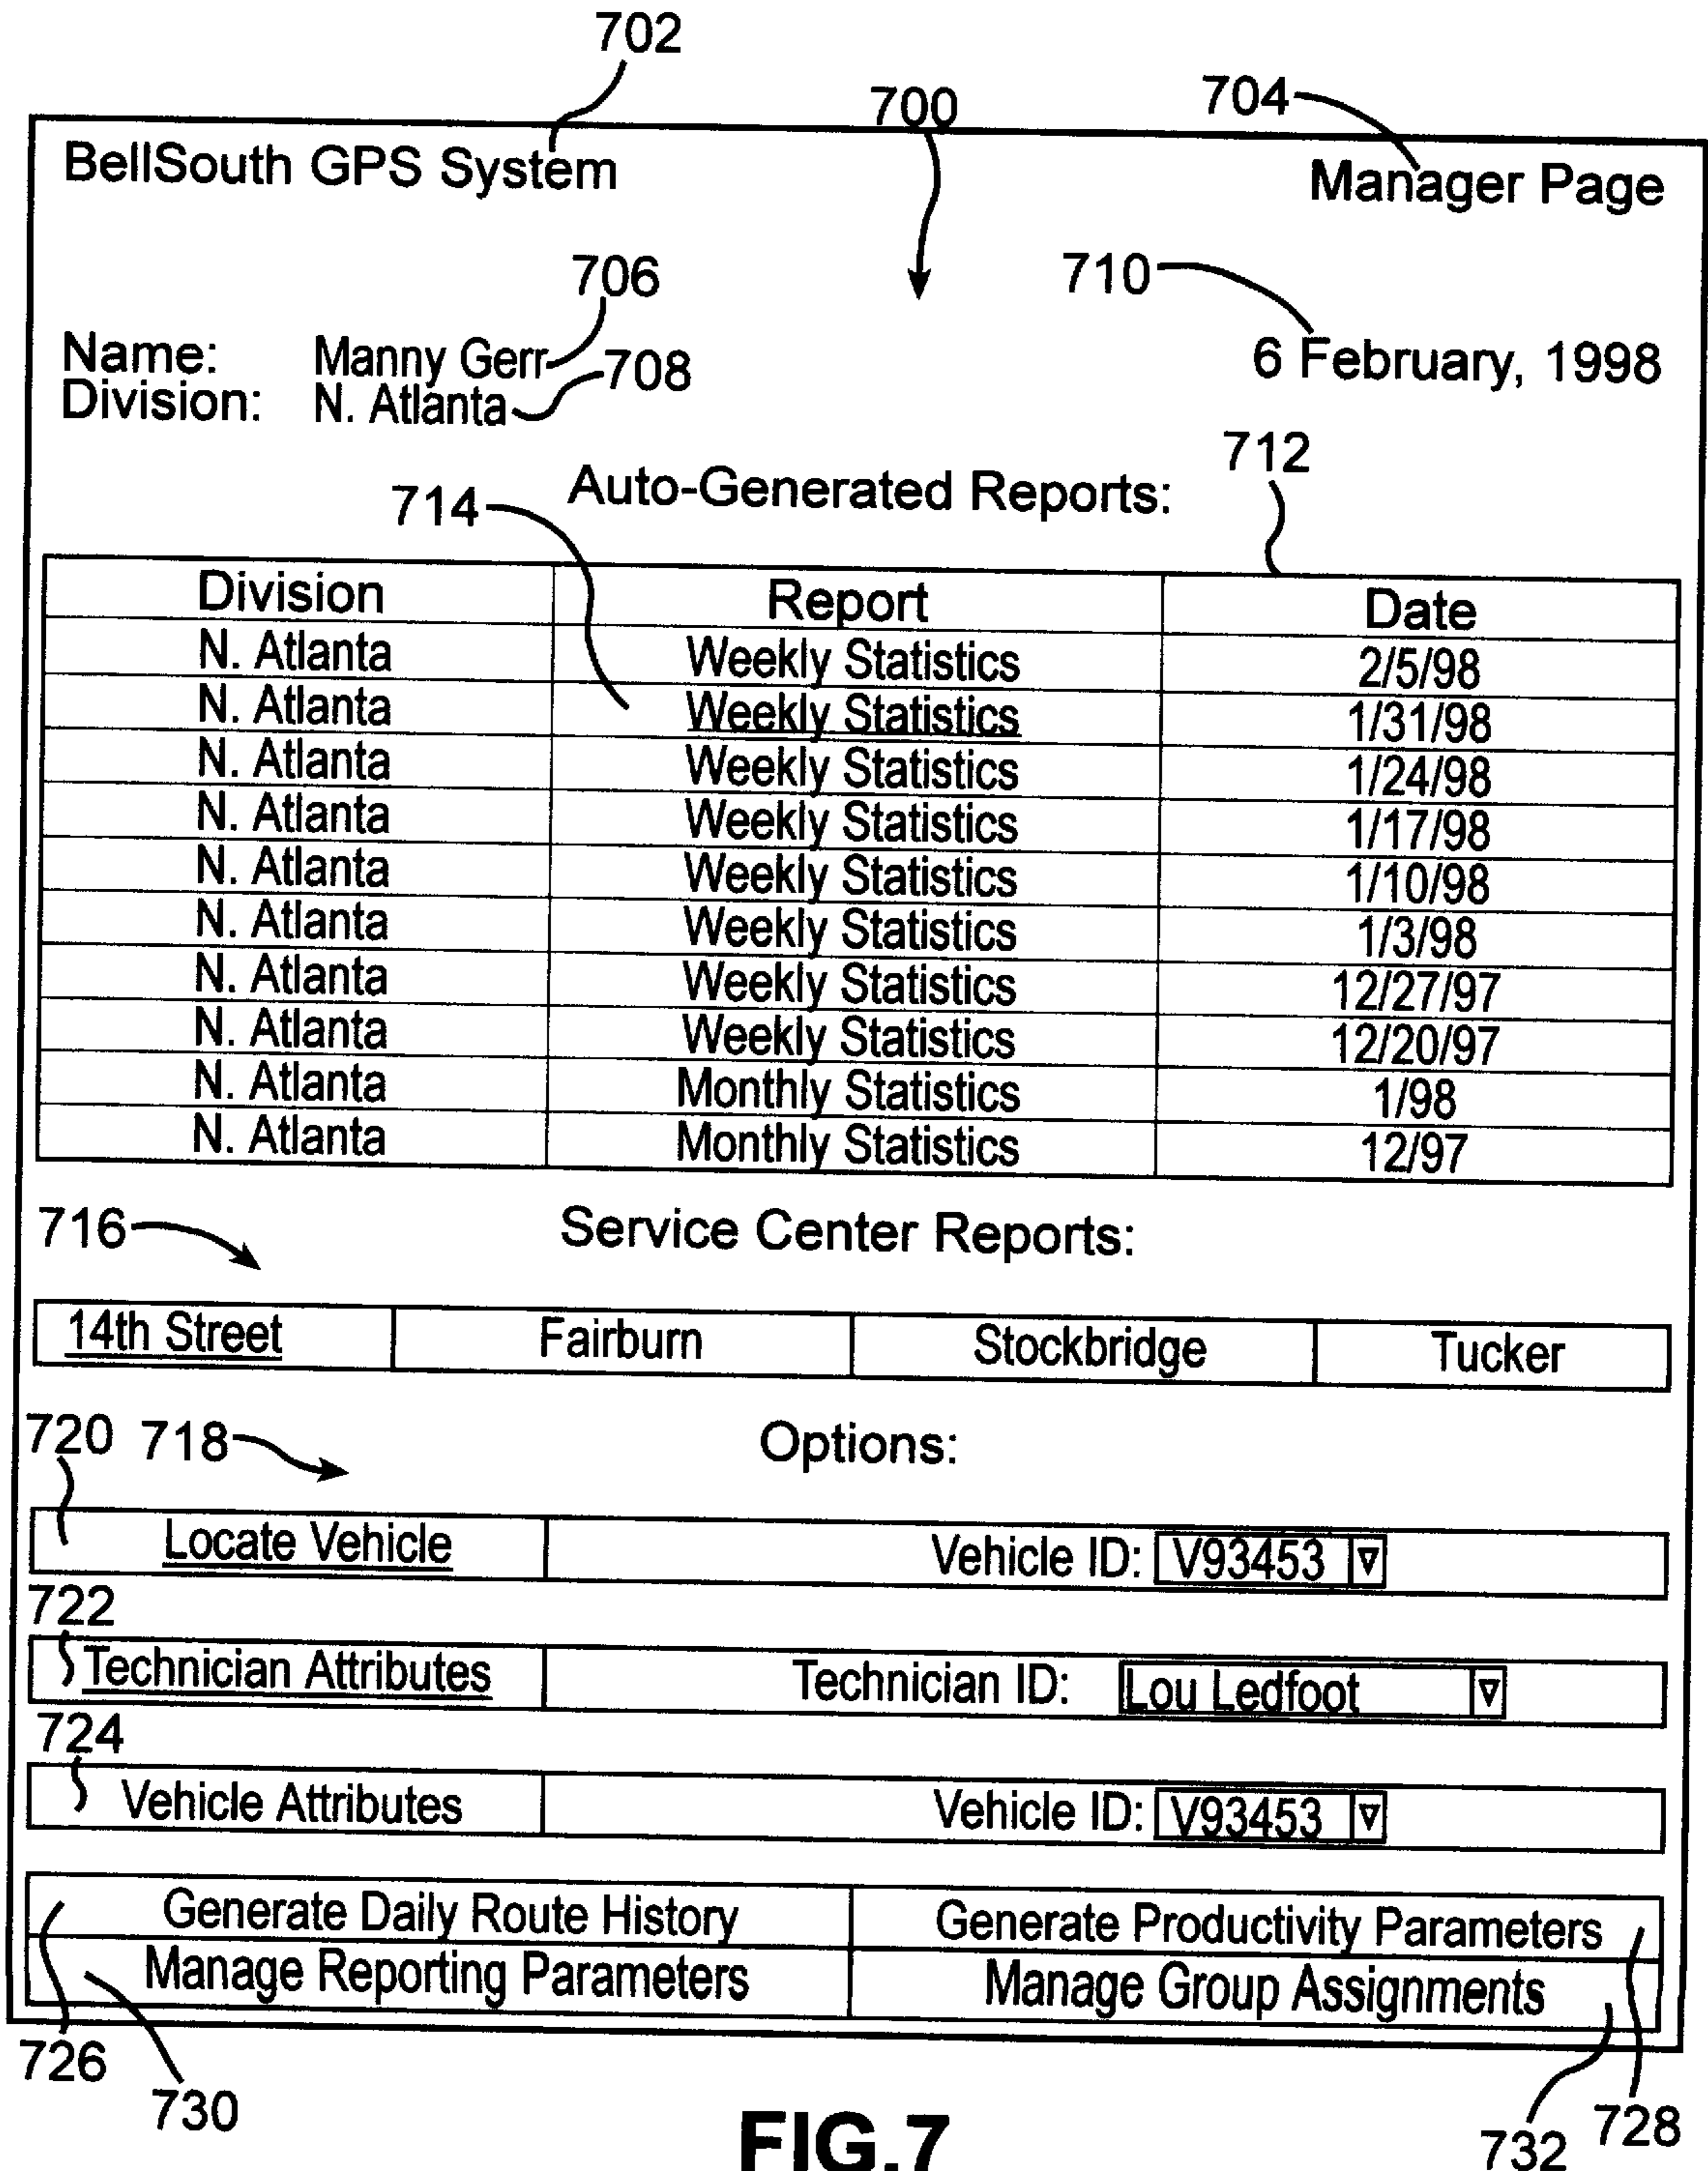 702
700
704
BellSouth GPS System
Manager Page
706
710
Name: Manny Gerr
708
6 February, 1998
Division: N. Atlanta
712
714
Auto-Generated Reports:
Division Report Date
N. Atlanta Weekly Statistics 2/5/98
N. Atlanta Weekly Statistics 1/31/98
N. Atlanta Weekly Statistics 1/24/98
N. Atlanta Weekly Statistics 1/17/98
N. Atlanta Weekly Statistics 1/10/98
N. Atlanta Weekly Statistics 1/3/98
N. Atlanta Weekly Statistics 12/27/97
N. Atlanta Weekly Statistics 12/20/97
N. Atlanta Monthly Statistics 1/98
N. Atlanta Monthly Statistics 12/97
716
Service Center Reports:
14th Street Fairburn Stockbridge Tucker
720
718
Options:
Locate Vehicle Vehicle ID: V93453
722
Technician Attributes Technician ID: Lou Ledfoot
724
Vehicle Attributes Vehicle ID: V93453
Generate Daily Route History Generate Productivity Parameters
Manage Reporting Parameters Manage Group Assignments
726
730
728
732
FIG.7